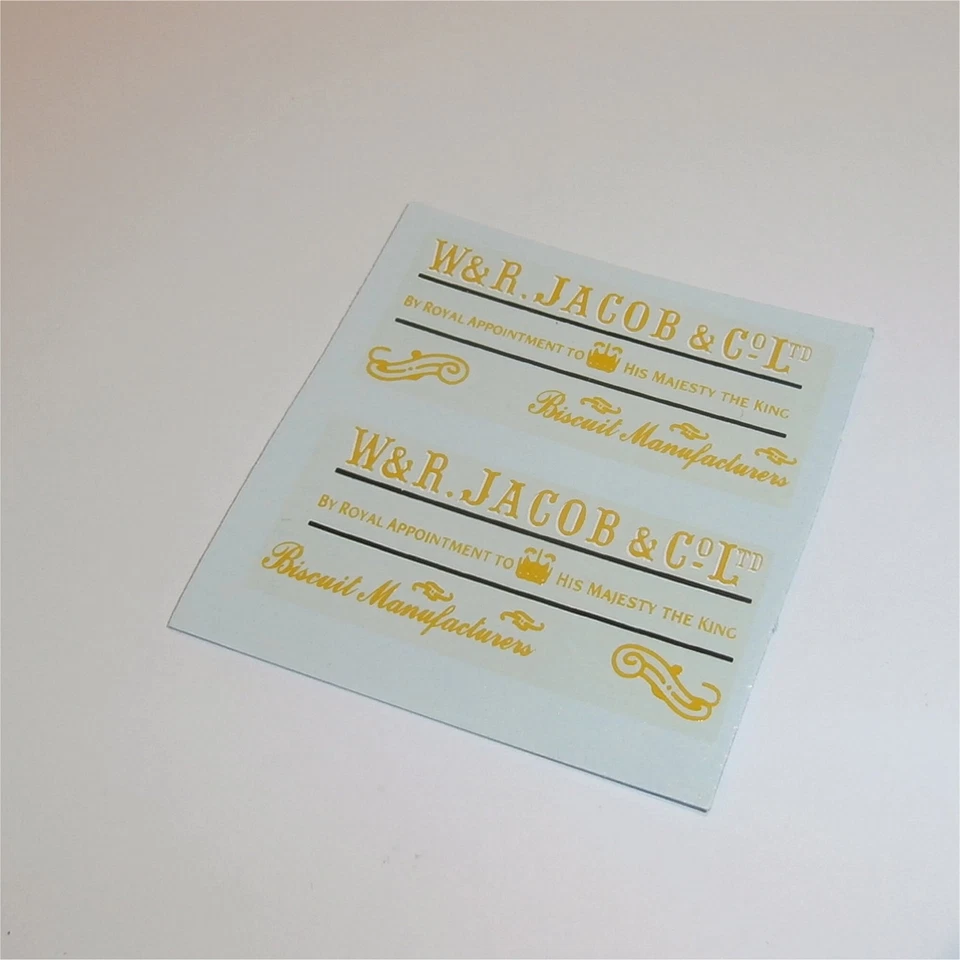 W & R. JACOB & Co LTD
BY ROYAL APPOINTMENT TO HIS MAJESTY THE KING
Biscuit Manufacturers
W & R. JACOB & Co LTD
BY ROYAL APPOINTMENT TO HIS MAJESTY THE KING
Biscuit Manufacturers